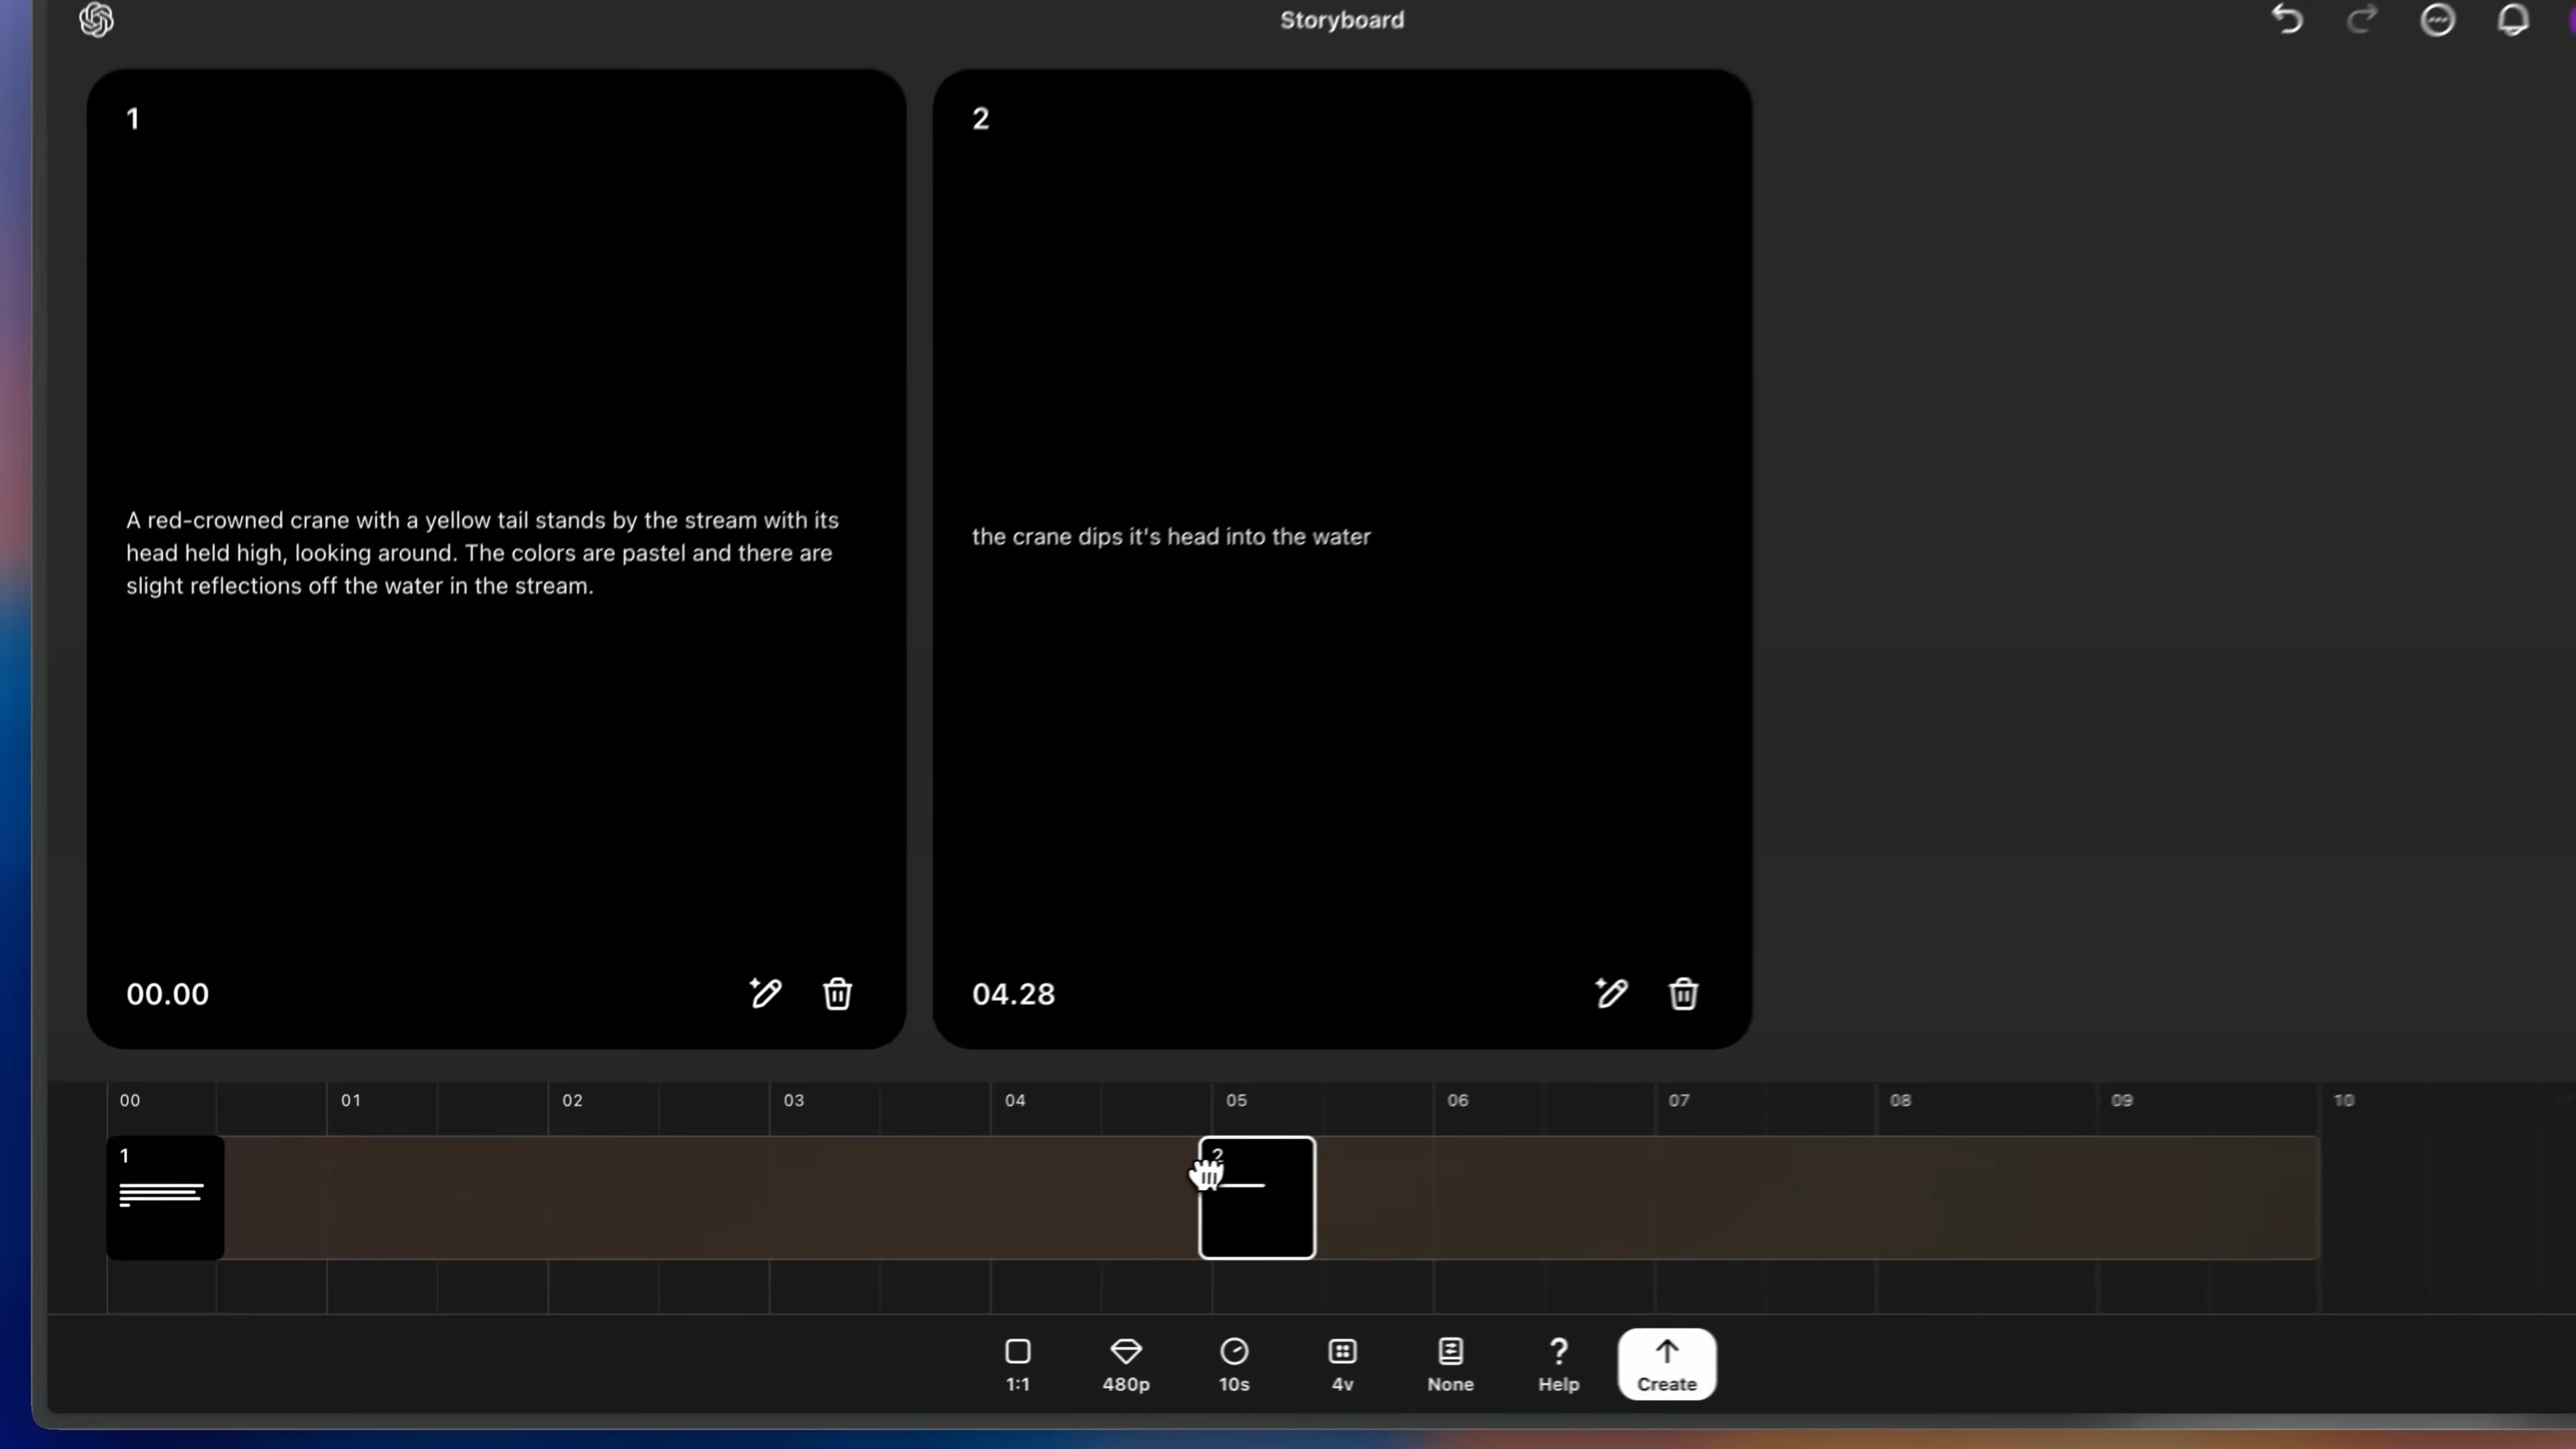 Storyboard
1
A red-crowned crane with a yellow tail stands by the stream with its
head held high, looking around. The colors are pastel and there are
slight reflections off the water in the stream.
00.00
2
the crane dips it's head into the water
04.28
00 01 02 03 04 05 06 07 08 09 10
1
2
1:1 480p 10s 4v None Help Create